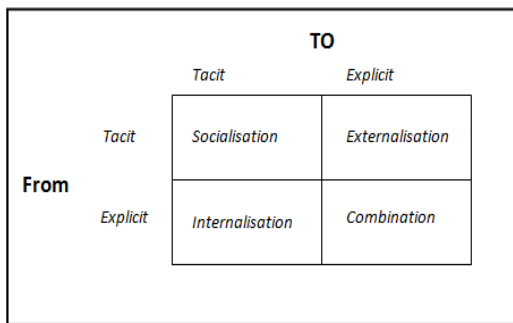 TO
Tacit Explicit
Tacit Socialisation Externalisation
From
Explicit Internalisation Combination